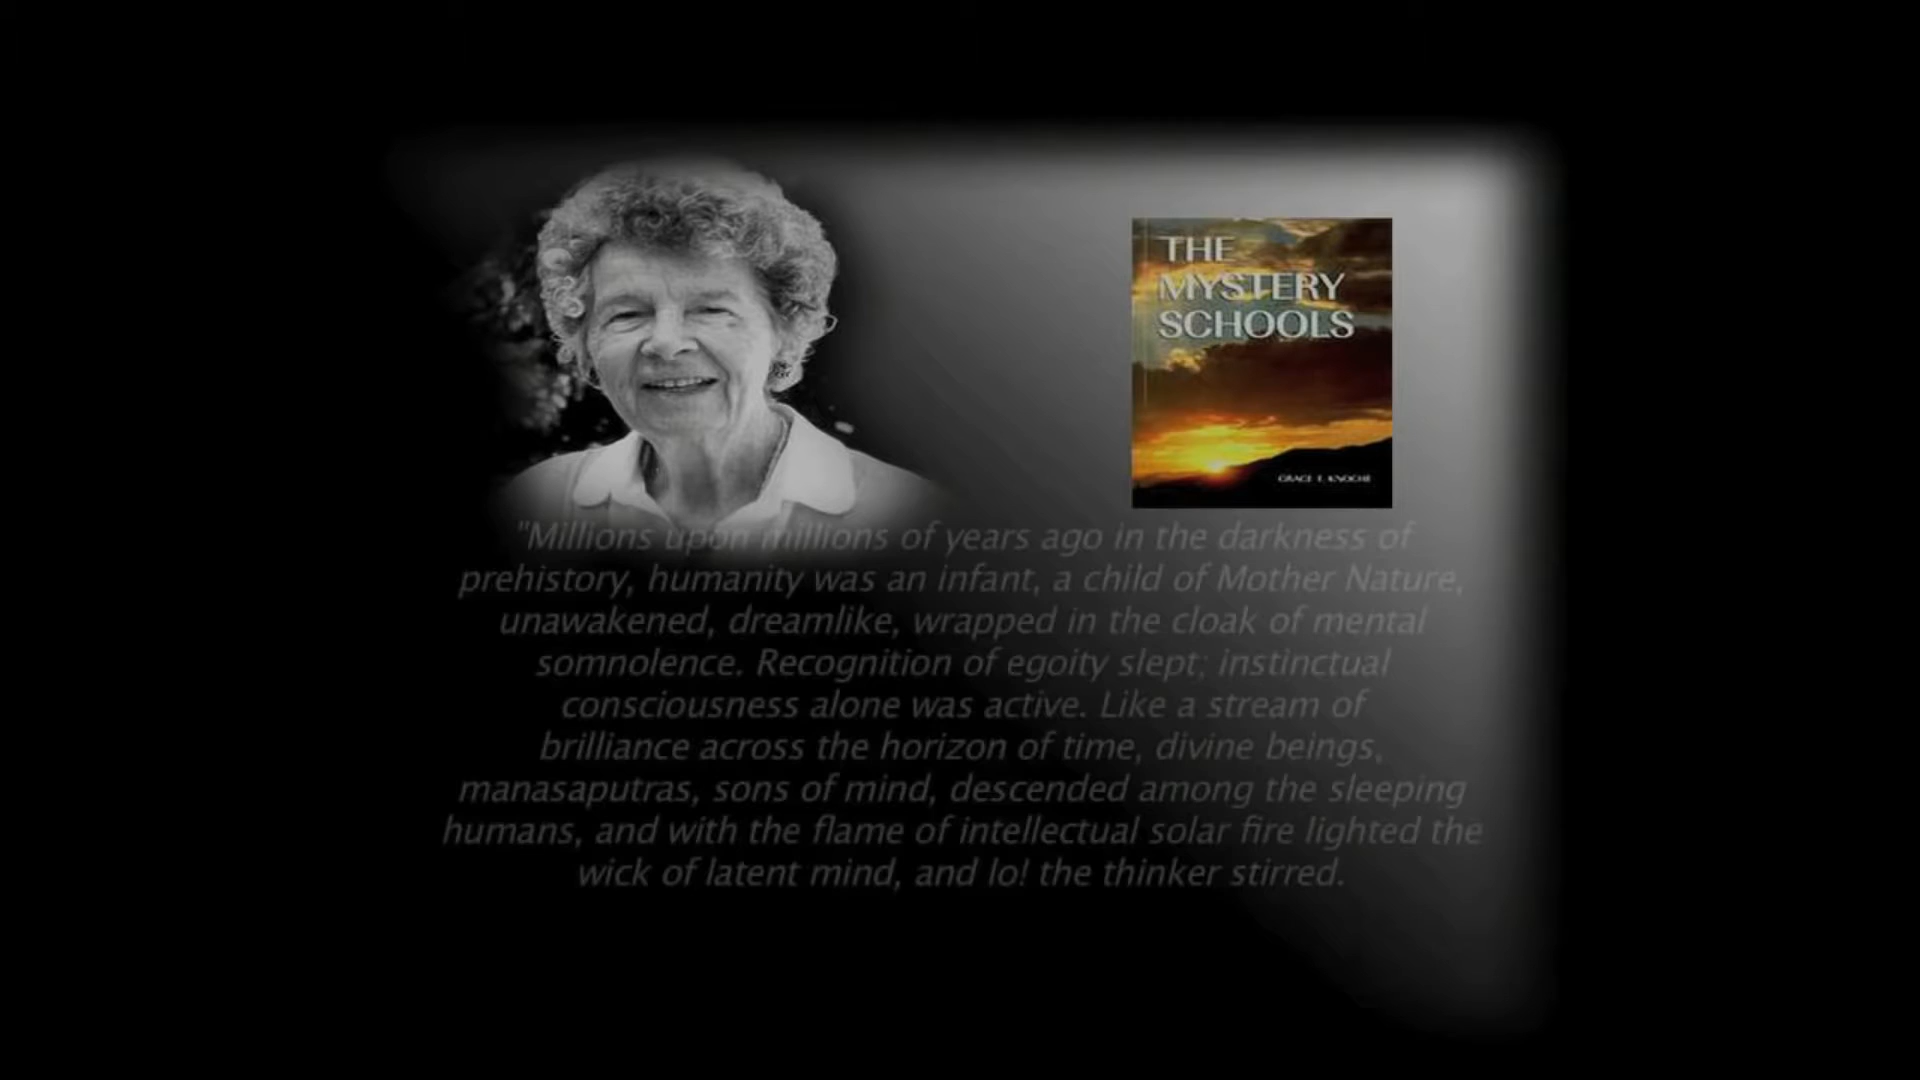 THE
MYSTERY
SCHOOLS
GRACE F. KNOCHE
"Millions upon millions of years ago in the darkness of
prehistory, humanity was an infant, a child of Mother Nature,
unawakened, dreamlike, wrapped in the cloak of mental
somnolence. Recognition of egoity slept; instinctual
consciousness alone was active. Like a stream of
brilliance across the horizon of time, divine beings,
manasaputras, sons of mind, descended among the sleeping
humans, and with the flame of intellectual solar fire lighted the
wick of latent mind, and lo! the thinker stirred.